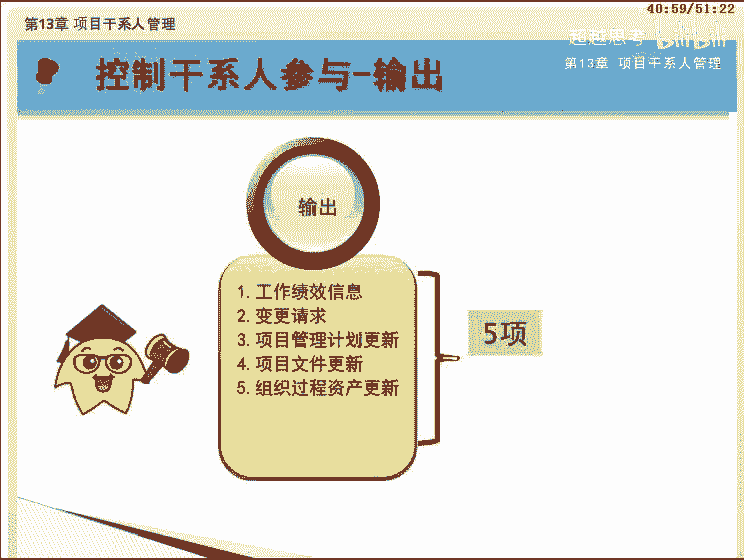 40:59/51:22
第13章 项目干系人管理
超越思考 bilibili
第13章 项目干系人管理
控制干系人参与-输出
输出
1. 工作绩效信息
2. 变更请求
3. 项目管理计划更新
4. 项目文件更新
5. 组织过程资产更新
5项